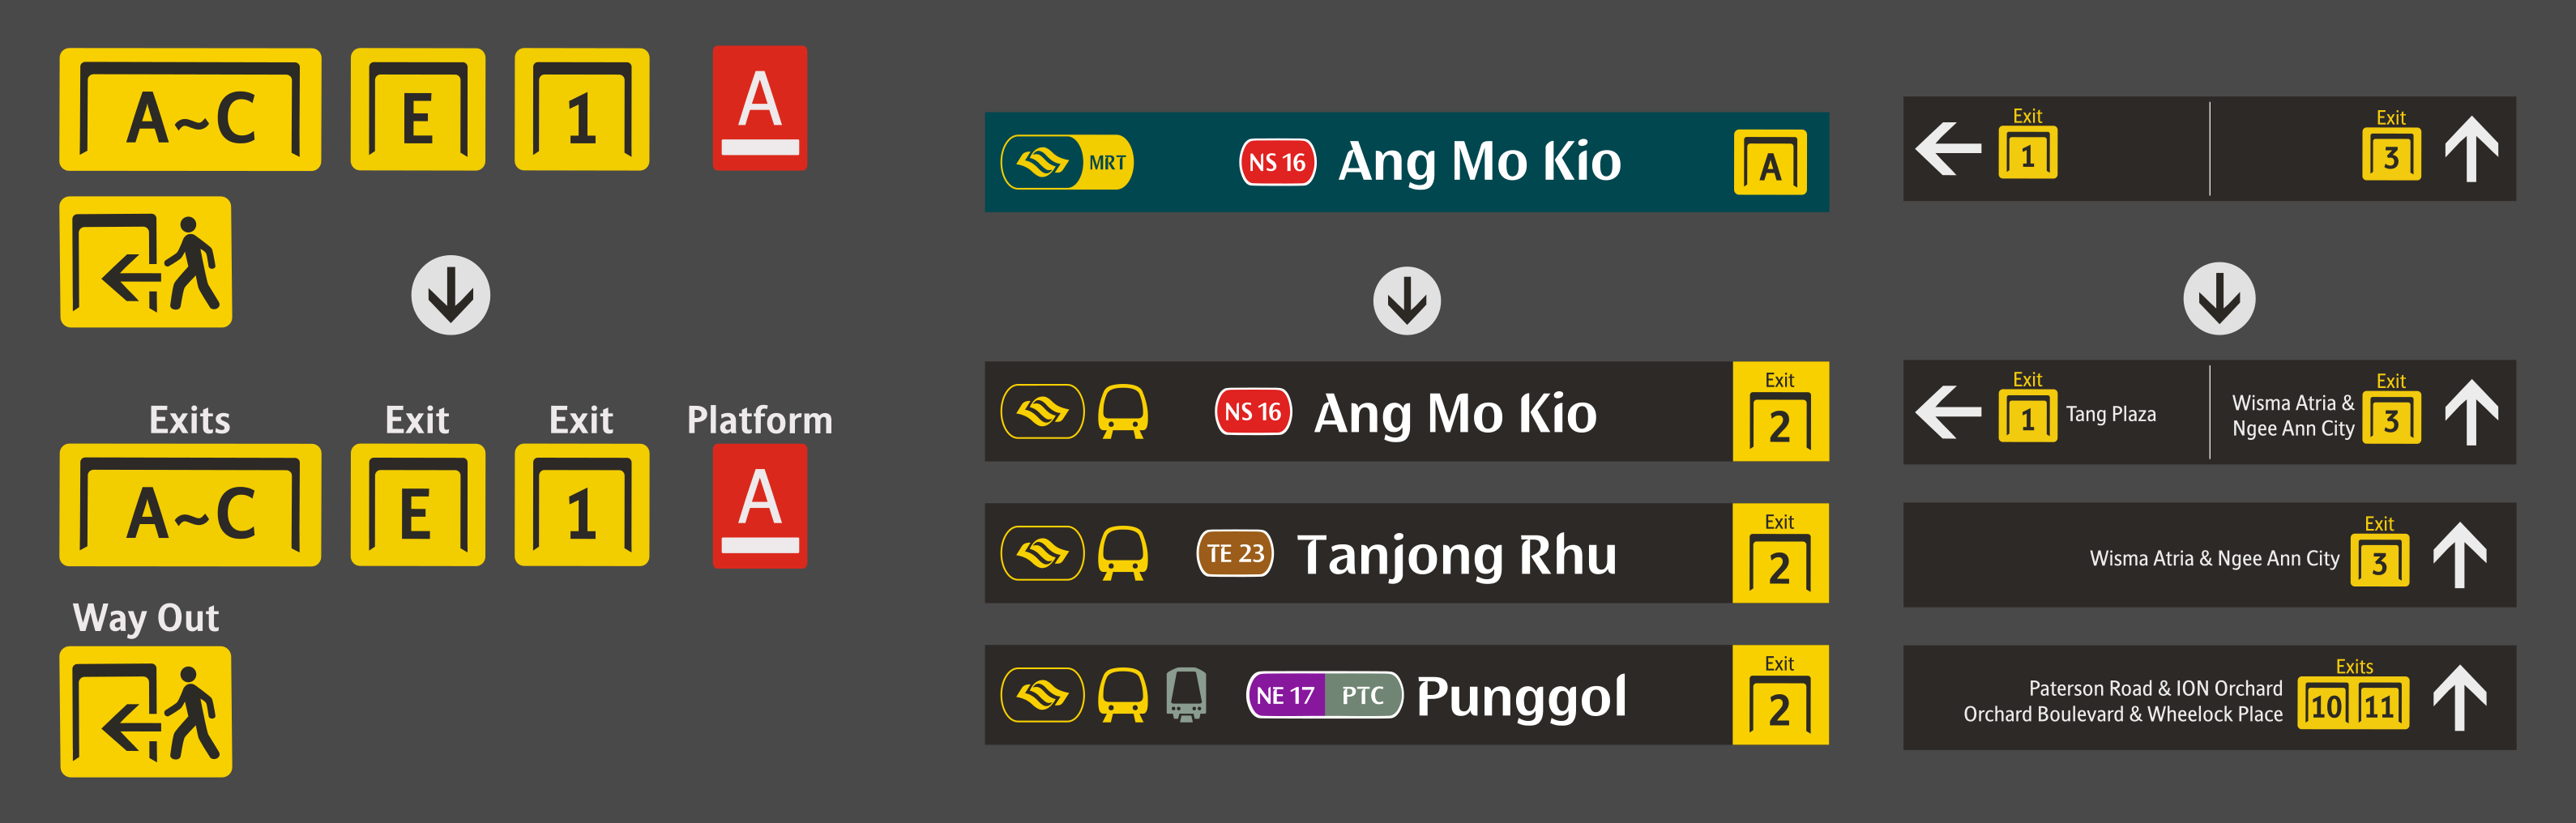 A~C
E
1
A
Exits
A~C
Exit
E
Exit
1
Platform
A
Way Out
MRT
NS 16
Ang Mo Kio
A
NS 16
Ang Mo Kio
Exit
2
TE 23
Tanjong Rhu
Exit
2
NE 17
PTC
Punggol
Exit
2
Exit
1
Exit
3
Exit
1
Tang Plaza
Wisma Atria &
Ngee Ann City
Exit
3
Wisma Atria & Ngee Ann City
Exit
3
Paterson Road & ION Orchard
Orchard Boulevard & Wheelock Place
Exits
10 11